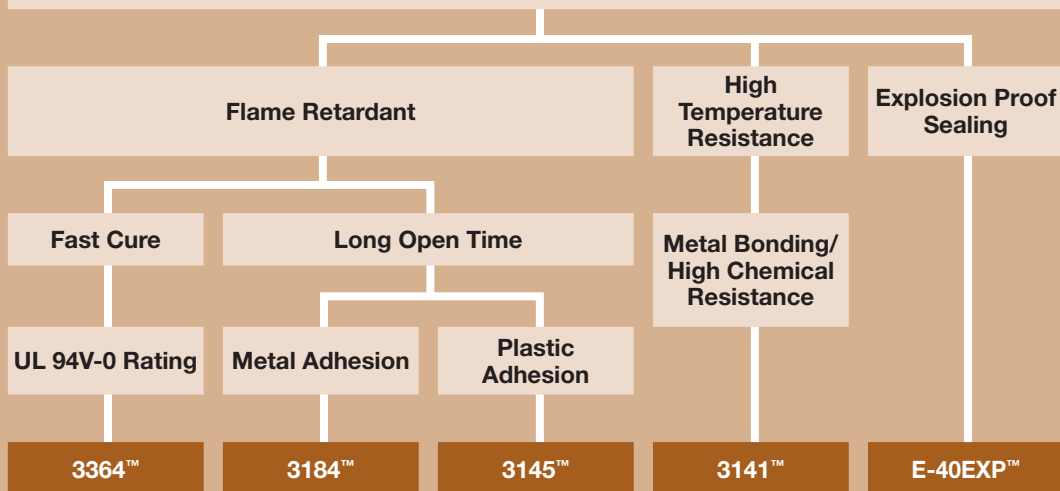 Flame Retardant
High
Temperature
Resistance
Explosion Proof
Sealing
Fast Cure
Long Open Time
Metal Bonding/
High Chemical
Resistance
UL 94V-0 Rating
Metal Adhesion
Plastic
Adhesion
3364™
3184™
3145™
3141™
E-40EXP™